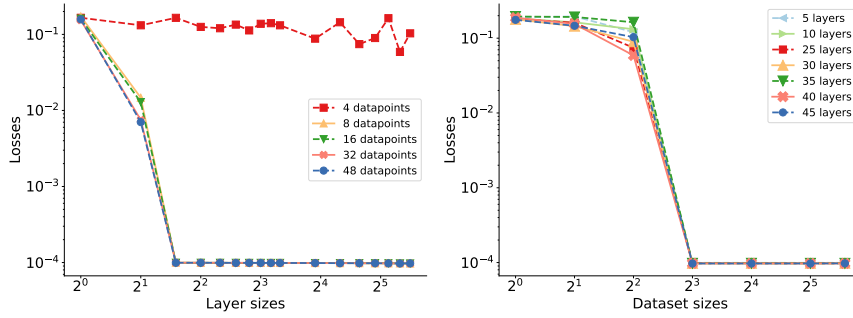 10⁻¹
10⁻²
10⁻³
10⁻⁴
Losses
2⁰ 2¹ 2² 2³ 2⁴ 2⁵
Layer sizes
4 datapoints
8 datapoints
16 datapoints
32 datapoints
48 datapoints
10⁻¹
10⁻²
10⁻³
10⁻⁴
Losses
2⁰ 2¹ 2² 2³ 2⁴ 2⁵
Dataset sizes
5 layers
10 layers
25 layers
30 layers
35 layers
40 layers
45 layers